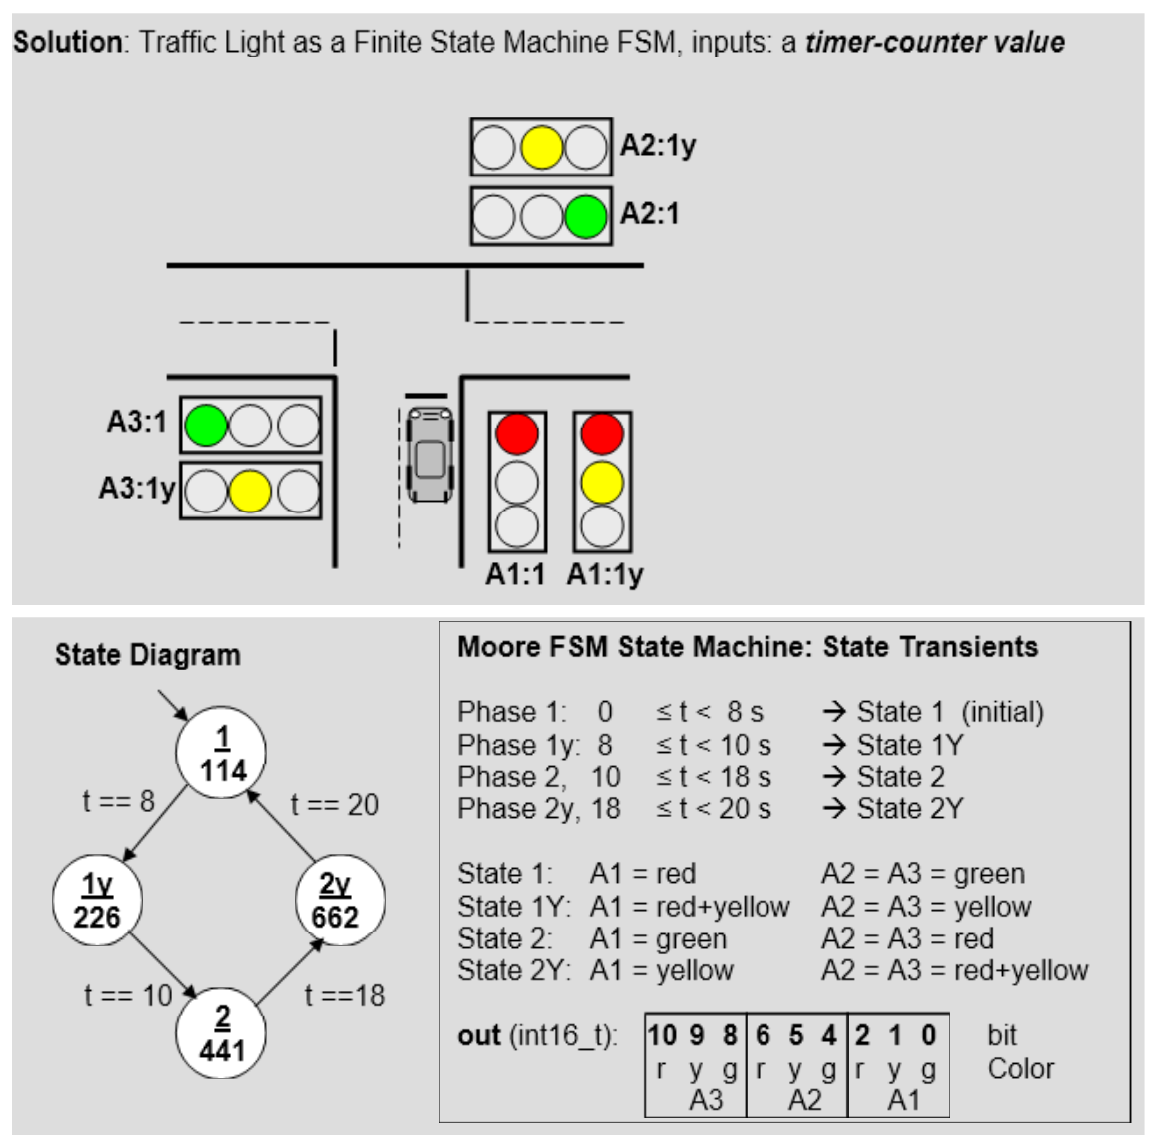 Solution: Traffic Light as a Finite State Machine FSM, inputs: a timer-counter value
A2:1y
A2:1
A3:1
A3:1y
A1:1 A1:1y
State Diagram
1
114
t == 8
t == 20
1y
226
2y
662
t == 10
t ==18
2
441
Moore FSM State Machine: State Transients
Phase 1: 0 ≤ t < 8 s → State 1 (initial)
Phase 1y: 8 ≤ t < 10 s → State 1Y
Phase 2, 10 ≤ t < 18 s → State 2
Phase 2y, 18 ≤ t < 20 s → State 2Y
State 1: A1 = red A2 = A3 = green
State 1Y: A1 = red+yellow A2 = A3 = yellow
State 2: A1 = green A2 = A3 = red
State 2Y: A1 = yellow A2 = A3 = red+yellow
out (int16_t): 10 9 8 6 5 4 2 1 0 bit
r y g r y g r y g Color
A3 A2 A1